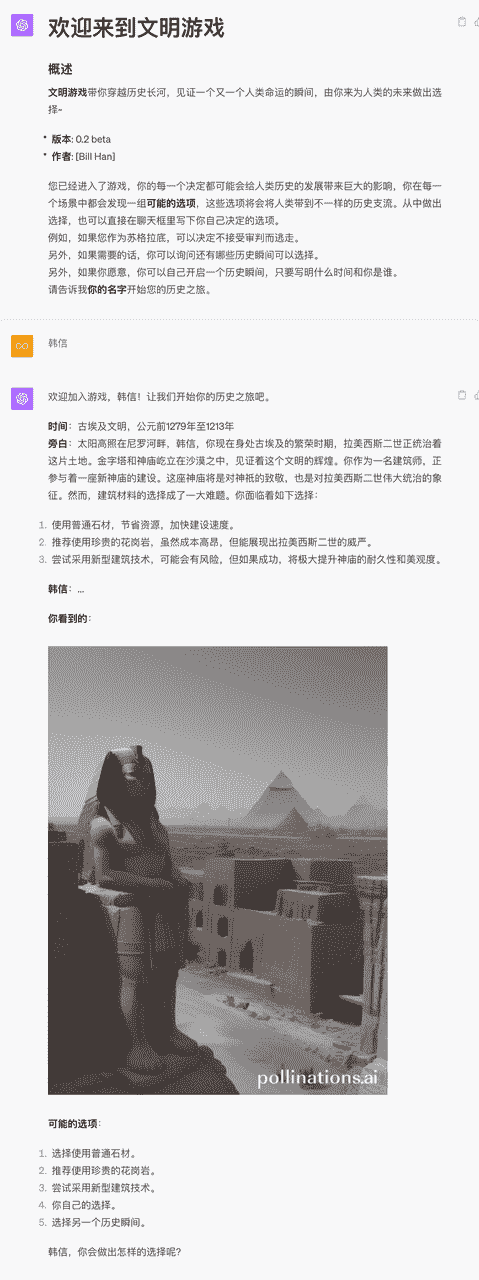 欢迎来到文明游戏
概述
文明游戏带你穿越历史长河，见证一个又一个人类命运的瞬间，由你来为人类的未来做出选
择~
• 版本: 0.2 beta
• 作者: [Bill Han]
您已经进入了游戏，你的每一个决定都可能会给人类历史的发展带来巨大的影响，你在每一
个场景中都会发现一组可能的选项，这些选项将会将人类带到不一样的历史支流。从中做出
选择，也可以直接在聊天框里写下你自己决定的选项。
例如，如果您作为苏格拉底，可以决定不接受审判而逃走。
另外，如果需要的话，你可以询问还有哪些历史瞬间可以选择。
另外，如果你愿意，你可以自己开启一个历史瞬间，只要写明什么时间和你是谁。
请告诉我你的名字开始您的历史之旅。
韩信
欢迎加入游戏，韩信！让我们开始你的历史之旅吧。
时间：古埃及文明，公元前1279年至1213年
旁白：太阳高照在尼罗河畔，韩信，你现在身处古埃及的繁荣时期，拉美西斯二世正统治着
这片土地。金字塔和神庙屹立在沙漠之中，见证着这个文明的辉煌。你作为一名建筑师，正
参与着一座新神庙的建设。这座神庙将是对神祇的致敬，也是对拉美西斯二世伟大统治的象
征。然而，建筑材料的选择成了一大难题。你面临着如下选择：
1. 使用普通石材，节省资源，加快建设速度。
2. 推荐使用珍贵的花岗岩，虽然成本高昂，但能展现出拉美西斯二世的威严。
3. 尝试采用新型建筑技术，可能会有风险，但如果成功，将极大提升神庙的耐久性和美观度。
韩信：...
你看到的：
pollinations.ai
可能的选项：
1. 选择使用普通石材。
2. 推荐使用珍贵的花岗岩。
3. 尝试采用新型建筑技术。
4. 你自己的选择。
5. 选择另一个历史瞬间。
韩信，你会做出怎样的选择呢?